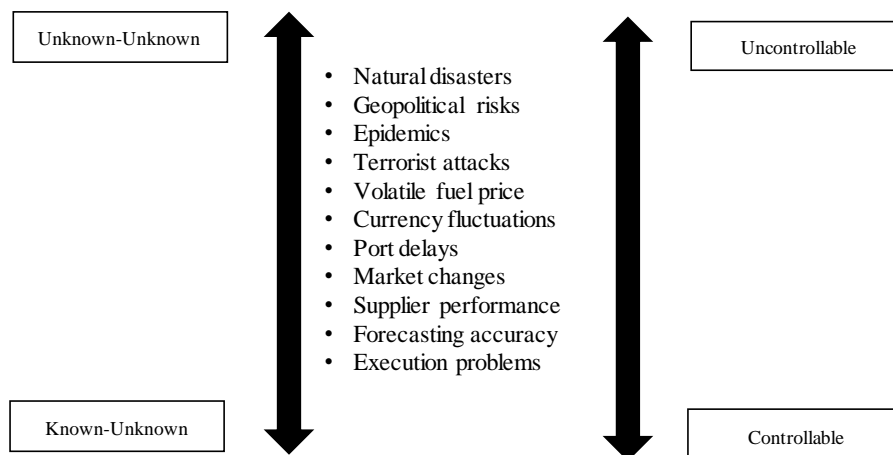 Unknown-Unknown
Uncontrollable
• Natural disasters
• Geopolitical risks
• Epidemics
• Terrorist attacks
• Volatile fuel price
• Currency fluctuations
• Port delays
• Market changes
• Supplier performance
• Forecasting accuracy
• Execution problems
Known-Unknown
Controllable